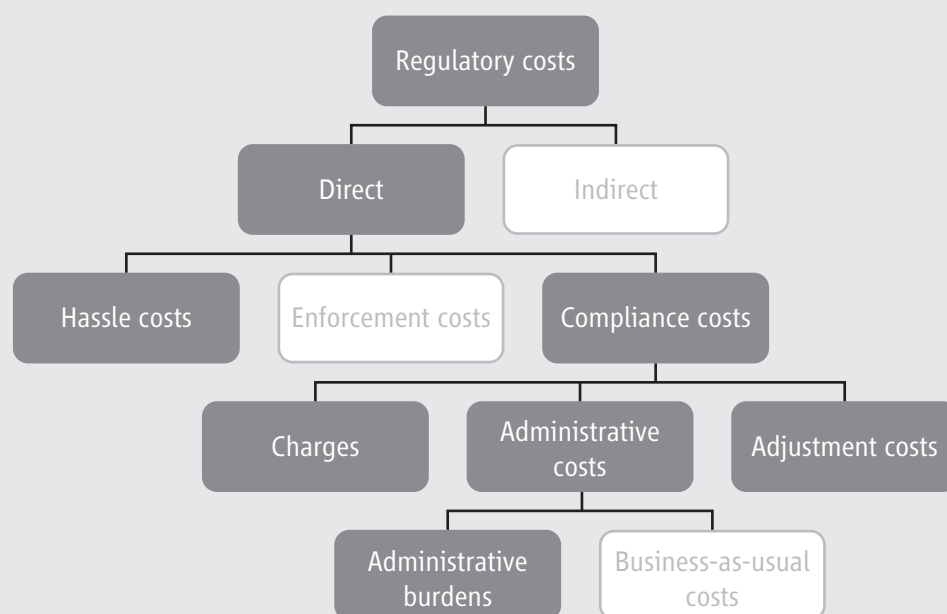 Regulatory costs
Direct
Indirect
Hassle costs
Enforcement costs
Compliance costs
Charges
Administrative
costs
Adjustment costs
Administrative
burdens
Business-as-usual
costs